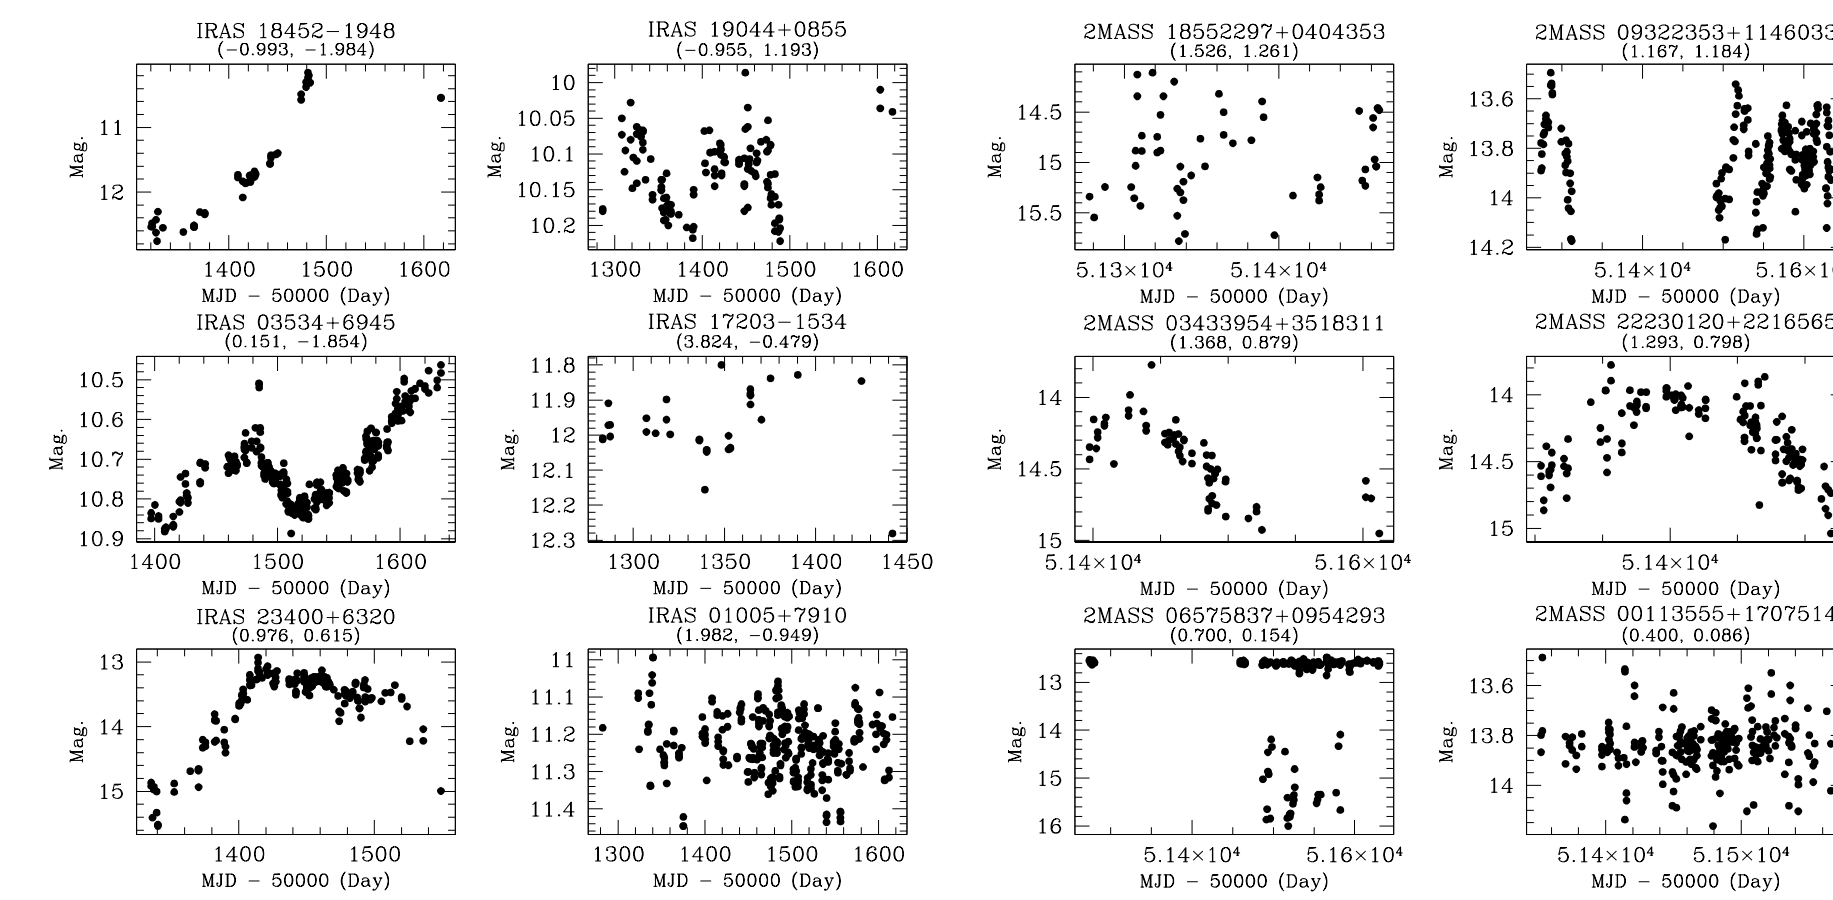 IRAS 18452−1948
(−0.993, −1.984)
Mag.
11
12
1400 1500 1600
MJD − 50000 (Day)
IRAS 19044+0855
(−0.955, 1.193)
Mag.
10
10.05
10.1
10.15
10.2
1300 1400 1500 1600
MJD − 50000 (Day)
2MASS 18552297+0404353
(1.526, 1.261)
Mag.
14.5
15
15.5
5.13×10⁴ 5.14×10⁴
MJD − 50000 (Day)
2MASS 09322353+1146033
(1.167, 1.184)
Mag.
13.6
13.8
14
14.2
5.14×10⁴ 5.16×1
MJD − 50000 (Day)
IRAS 03534+6945
(0.151, −1.854)
Mag.
10.5
10.6
10.7
10.8
10.9
1400 1500 1600
MJD − 50000 (Day)
IRAS 17203−1534
(3.824, −0.479)
Mag.
11.8
11.9
12
12.1
12.2
12.3
1300 1350 1400 1450
MJD − 50000 (Day)
2MASS 03433954+3518311
(1.368, 0.879)
Mag.
14
14.5
15
5.14×10⁴ 5.16×10⁴
MJD − 50000 (Day)
2MASS 22230120+2216565
(1.293, 0.798)
Mag.
14
14.5
15
5.14×10⁴
MJD − 50000 (Day)
IRAS 23400+6320
(0.976, 0.615)
Mag.
13
14
15
1400 1500
MJD − 50000 (Day)
IRAS 01005+7910
(1.982, −0.949)
Mag.
11
11.1
11.2
11.3
11.4
1300 1400 1500 1600
MJD − 50000 (Day)
2MASS 06575837+0954293
(0.700, 0.154)
Mag.
13
14
15
16
5.14×10⁴ 5.16×10⁴
MJD − 50000 (Day)
2MASS 00113555+1707514
(0.400, 0.086)
Mag.
13.6
13.8
14
5.14×10⁴ 5.15×10⁴
MJD − 50000 (Day)